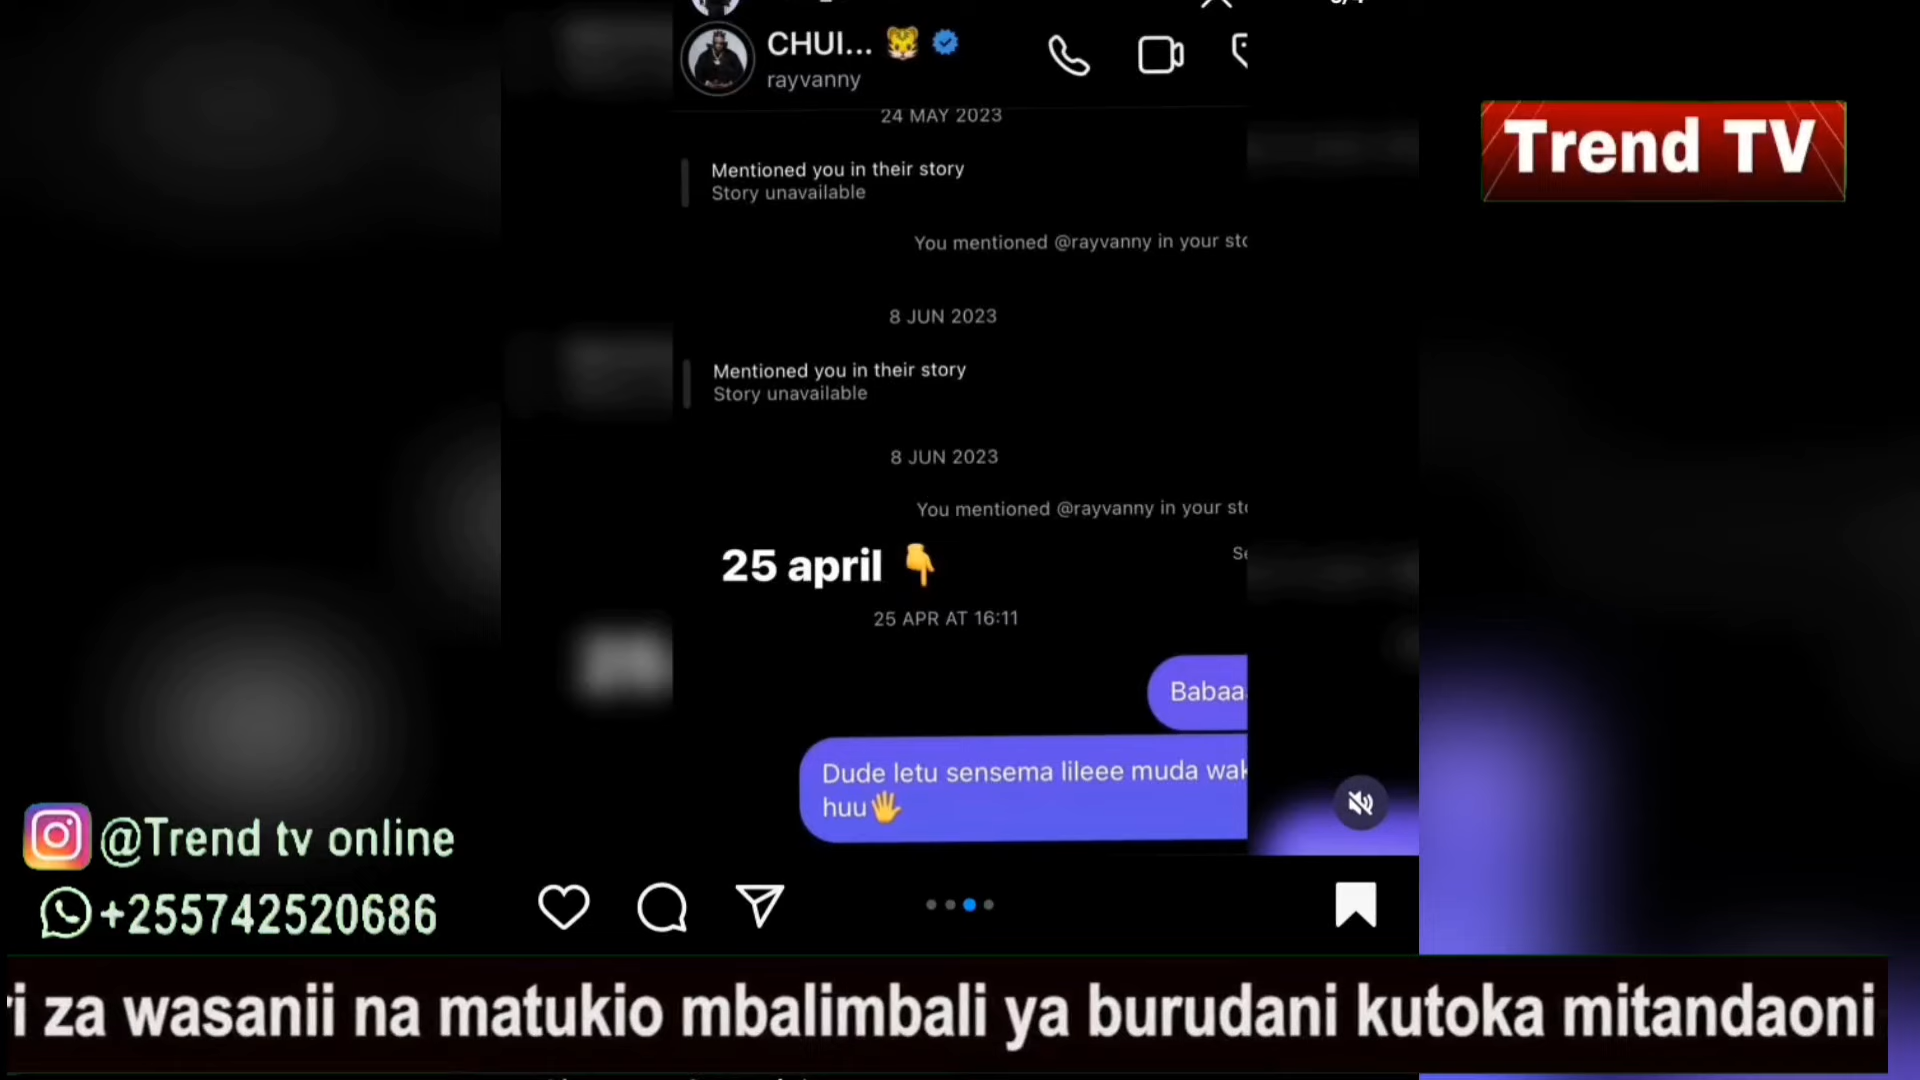 CHUI...
rayvanny
24 MAY 2023
Mentioned you in their story
Story unavailable
You mentioned @rayvanny in your
8 JUN 2023
Mentioned you in their story
Story unavailable
8 JUN 2023
You mentioned @rayvanny in your
25 april 👇
25 APR AT 16:11
Babaa
Dude letu sensema lileee muda
huu🖐
Trend TV
@Trend tv online
+255742520686
za wasanii na matukio mbalimbali ya burudani kutoka mitandaoni